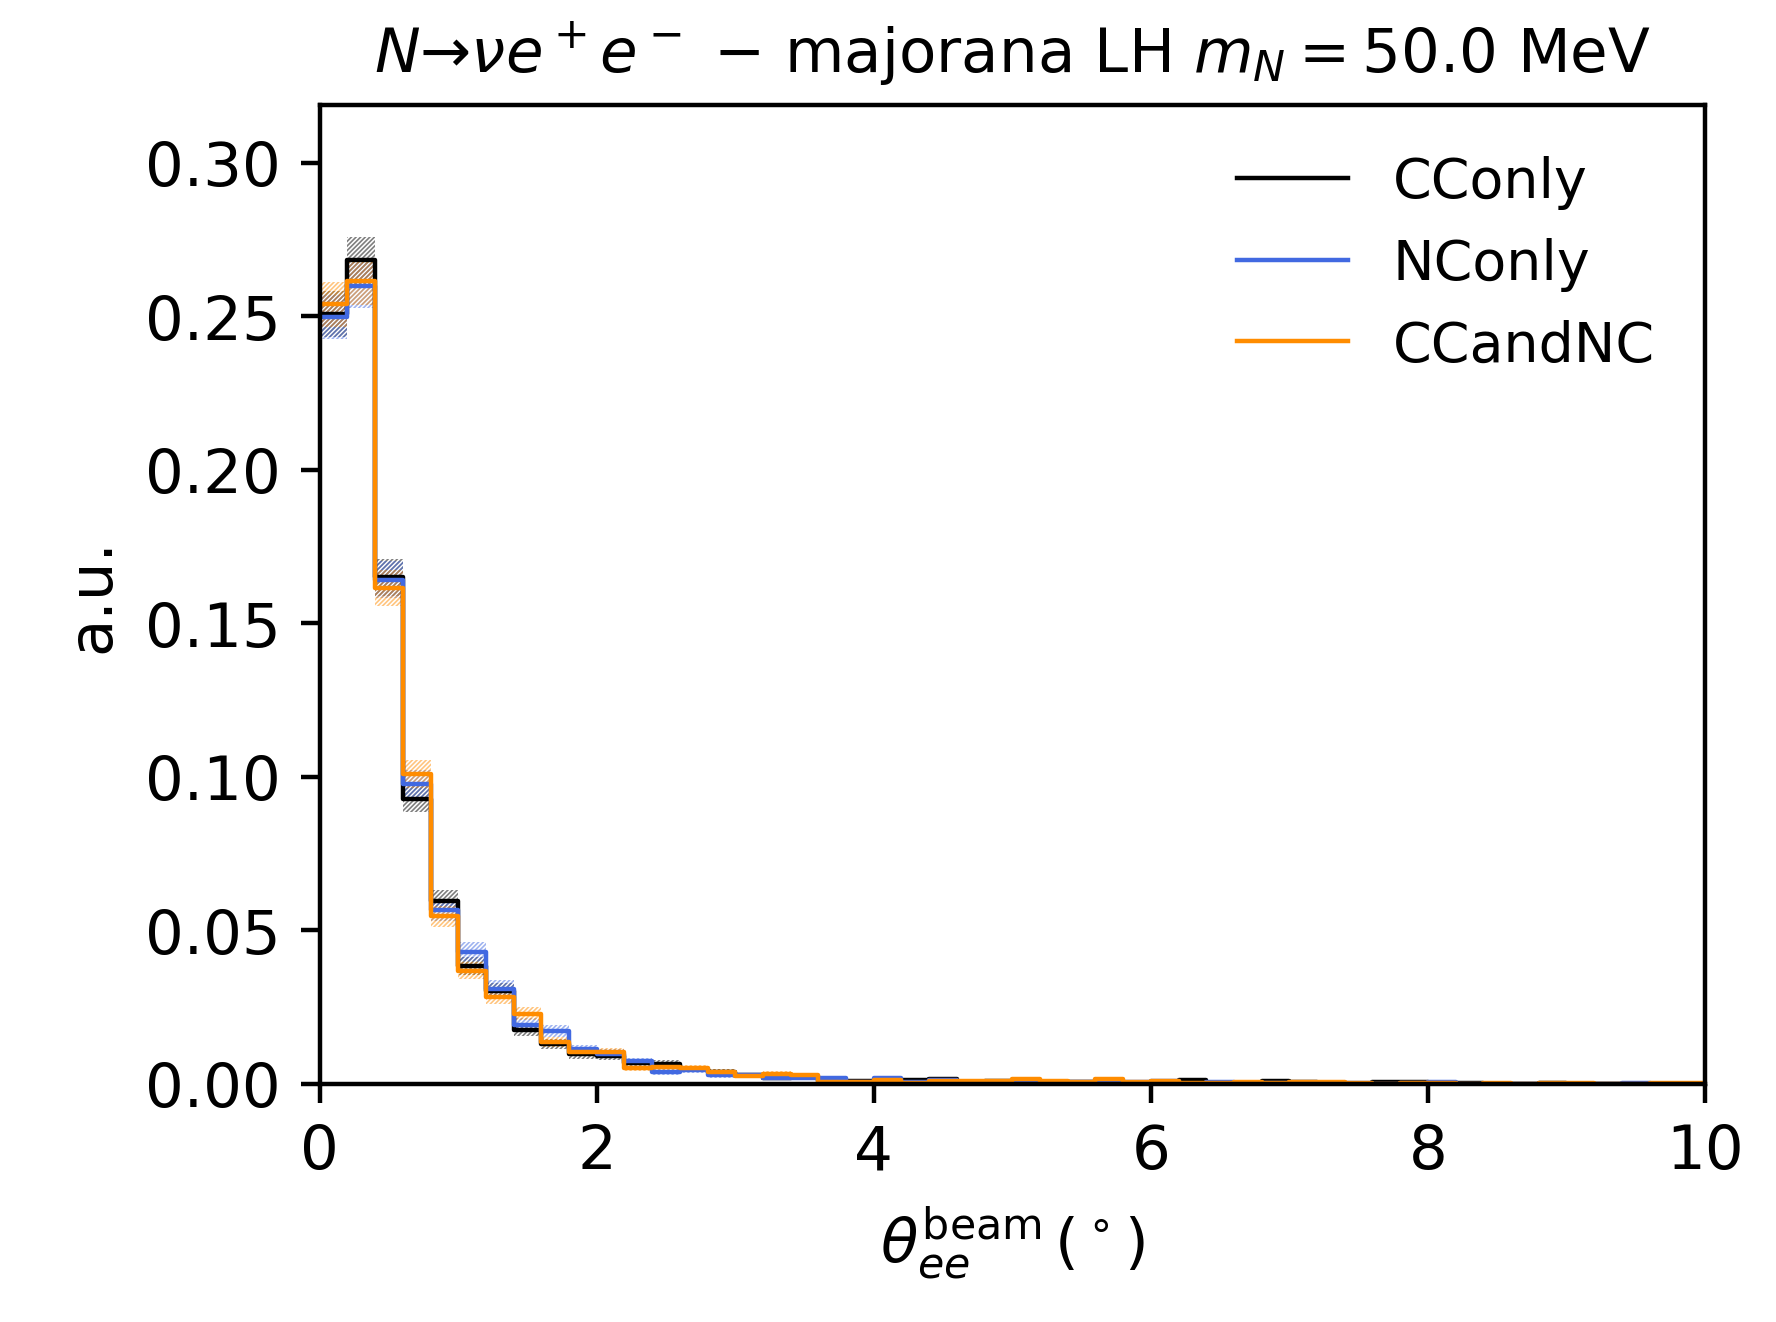 N→νe⁺e⁻ − majorana LH m_N = 50.0 MeV
CConly
NConly
CCandNC
a.u.
0.30
0.25
0.20
0.15
0.10
0.05
0.00
0 2 4 6 8 10
θ_ee^beam (°)